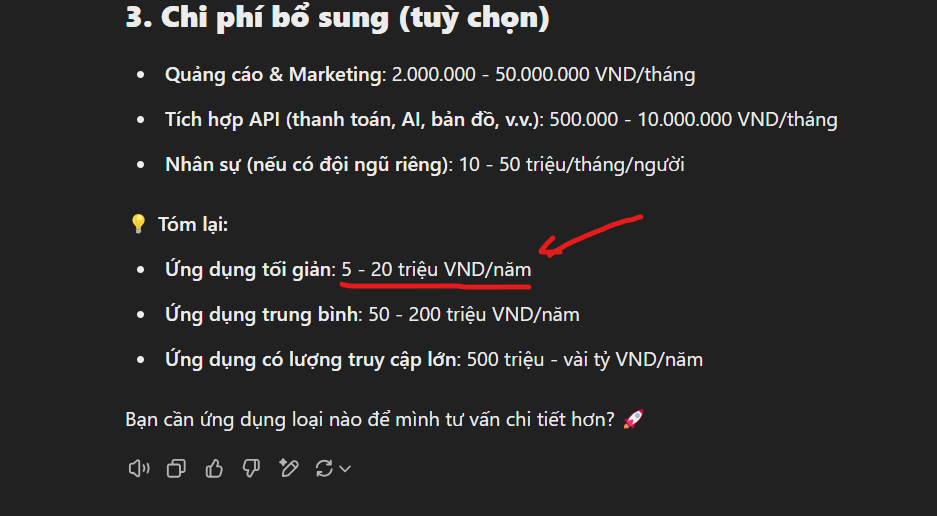 3. Chi phí bổ sung (tuỳ chọn)
Quảng cáo & Marketing: 2.000.000 - 50.000.000 VND/tháng
Tích hợp API (thanh toán, AI, bản đồ, v.v.): 500.000 - 10.000.000 VND/tháng
Nhân sự (nếu có đội ngũ riêng): 10 - 50 triệu/tháng/người
💡 Tóm lại:
Ứng dụng tối giản: 5 - 20 triệu VND/năm
Ứng dụng trung bình: 50 - 200 triệu VND/năm
Ứng dụng có lượng truy cập lớn: 500 triệu - vài tỷ VND/năm
Bạn cần ứng dụng loại nào để mình tư vấn chi tiết hơn? 🚀